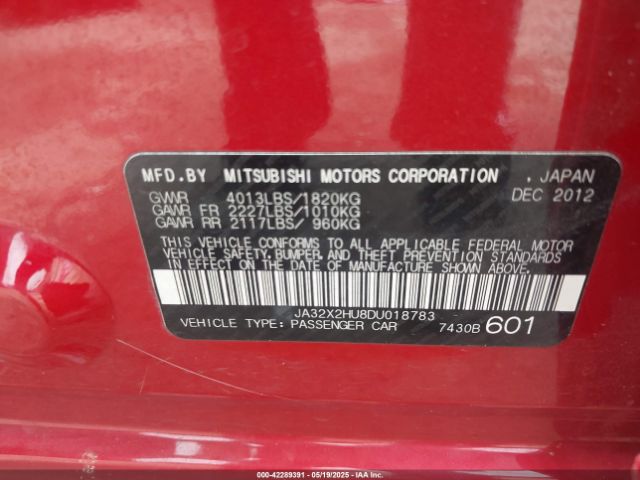 MFD.BY MITSUBISHI MOTORS CORPORATION . JAPAN
GVWR 4013LBS/1820KG DEC 2012
GAWR FR 2227LBS/1010KG
GAWR RR 2117LBS/ 960KG
THIS VEHICLE CONFORMS TO ALL APPLICABLE FEDERAL MOTOR
VEHICLE SAFETY, BUMPER, AND THEFT PREVENTION STANDARDS
IN EFFECT ON THE DATE OF MANUFACTURE SHOWN ABOVE.
JA32X2HU8DU018783
VEHICLE TYPE: PASSENGER CAR 7430B 601
000-42289391 - 05/19/2025 - IAA Holdings, LLC.